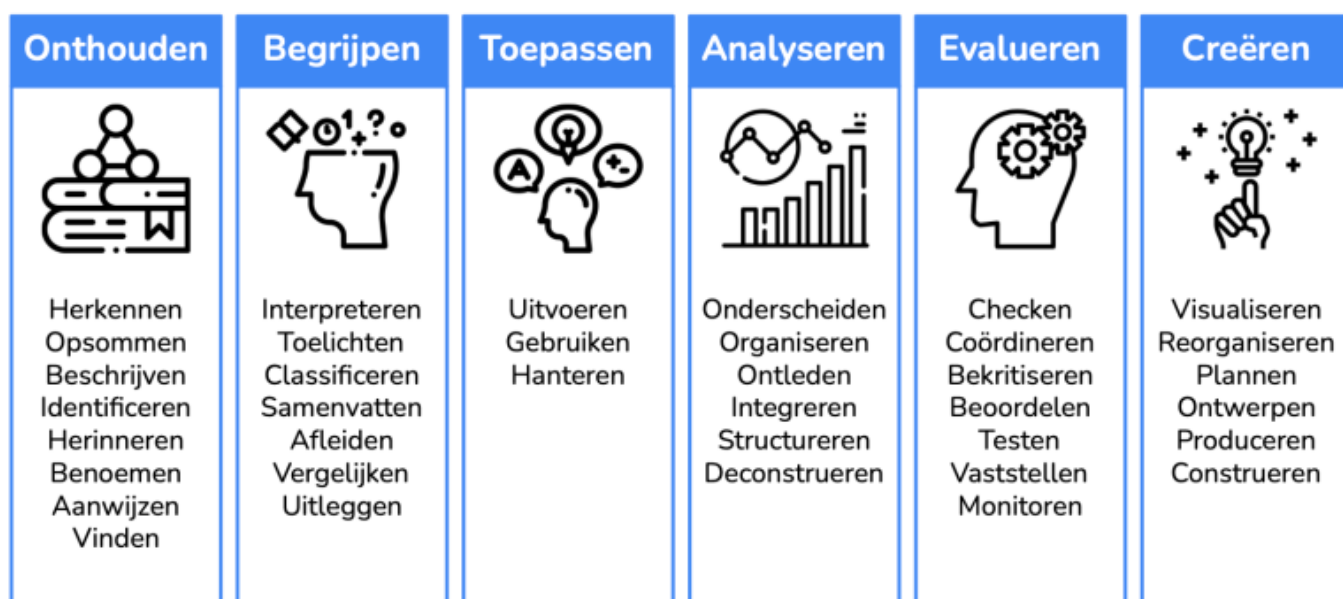 Onthouden
Herkennen
Opsommen
Beschrijven
Identificeren
Herinneren
Benoemen
Aanwijzen
Vinden
Begrijpen
1
?
+
Interpreteren
Toelichten
Classificeren
Samenvatten
Afleiden
Vergelijken
Uitleggen
Toepassen
A
+-
Uitvoeren
Gebruiken
Hanteren
Analyseren
Onderscheiden
Organiseren
Ontleden
Integreren
Structureren
Deconstrueren
Evalueren
Checken
Coördineren
Bekritiseren
Beoordelen
Testen
Vaststellen
Monitoren
Creëren
Visualiseren
Reorganiseren
Plannen
Ontwerpen
Produceren
Construeren